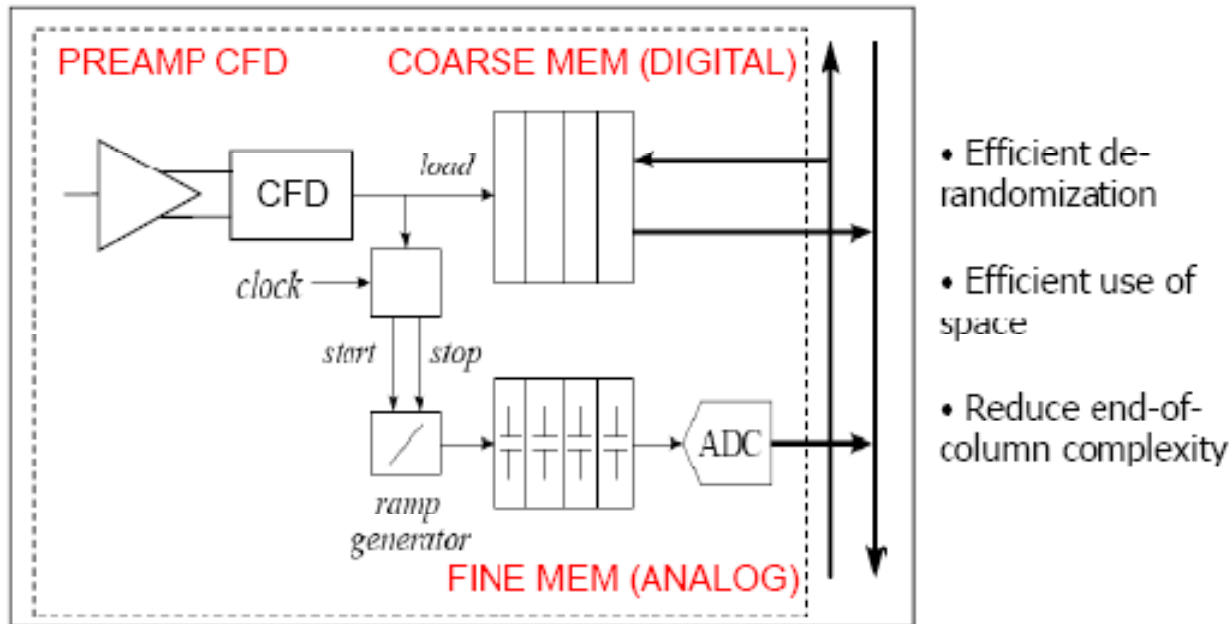 PREAMP CFD
COARSE MEM (DIGITAL)
load
CFD
clock
start
stop
ramp
generator
ADC
FINE MEM (ANALOG)
• Efficient de-
randomization
• Efficient use of
space
• Reduce end-of-
column complexity